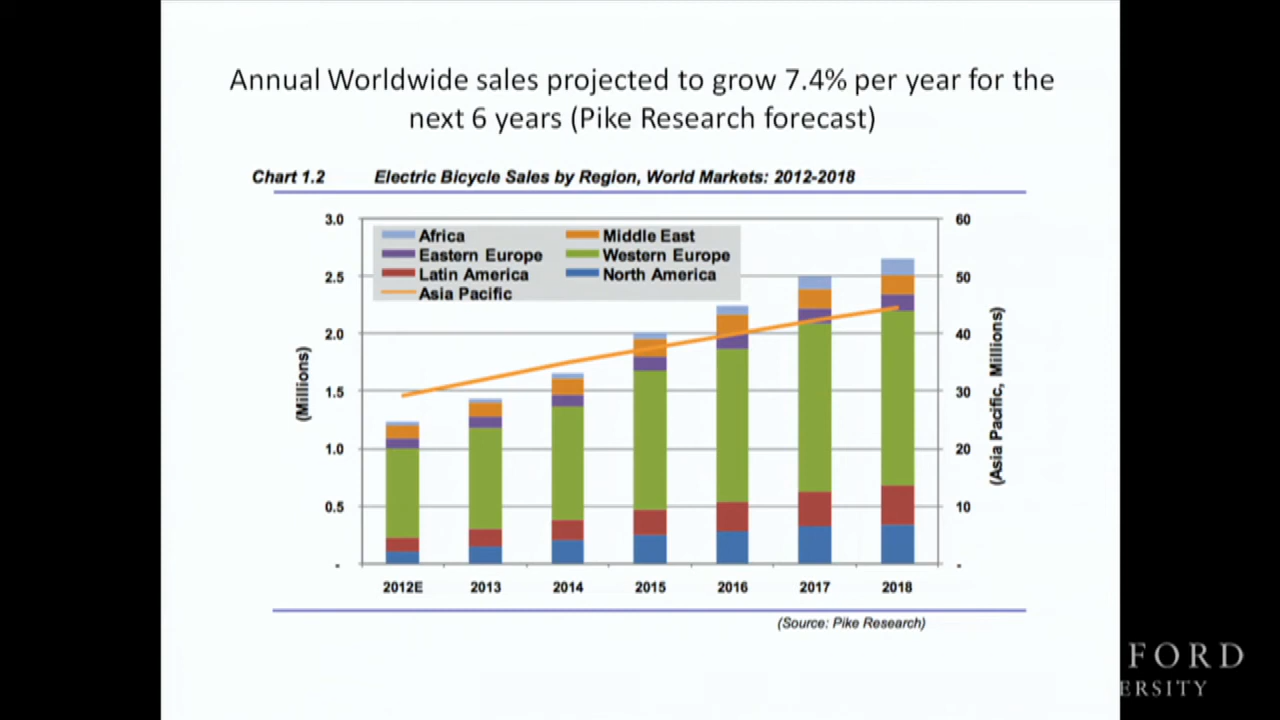 Annual Worldwide sales projected to grow 7.4% per year for the
next 6 years (Pike Research forecast)
Chart 1.2 Electric Bicycle Sales by Region, World Markets: 2012-2018
3.0
2.5
2.0
1.5
1.0
0.5
-
(Millions)
Africa Middle East
Eastern Europe Western Europe
Latin America North America
Asia Pacific
60
50
40
30
20
10
-
(Asia Pacific, Millions)
2012E 2013 2014 2015 2016 2017 2018
(Source: Pike Research)
FORD
ERSITY